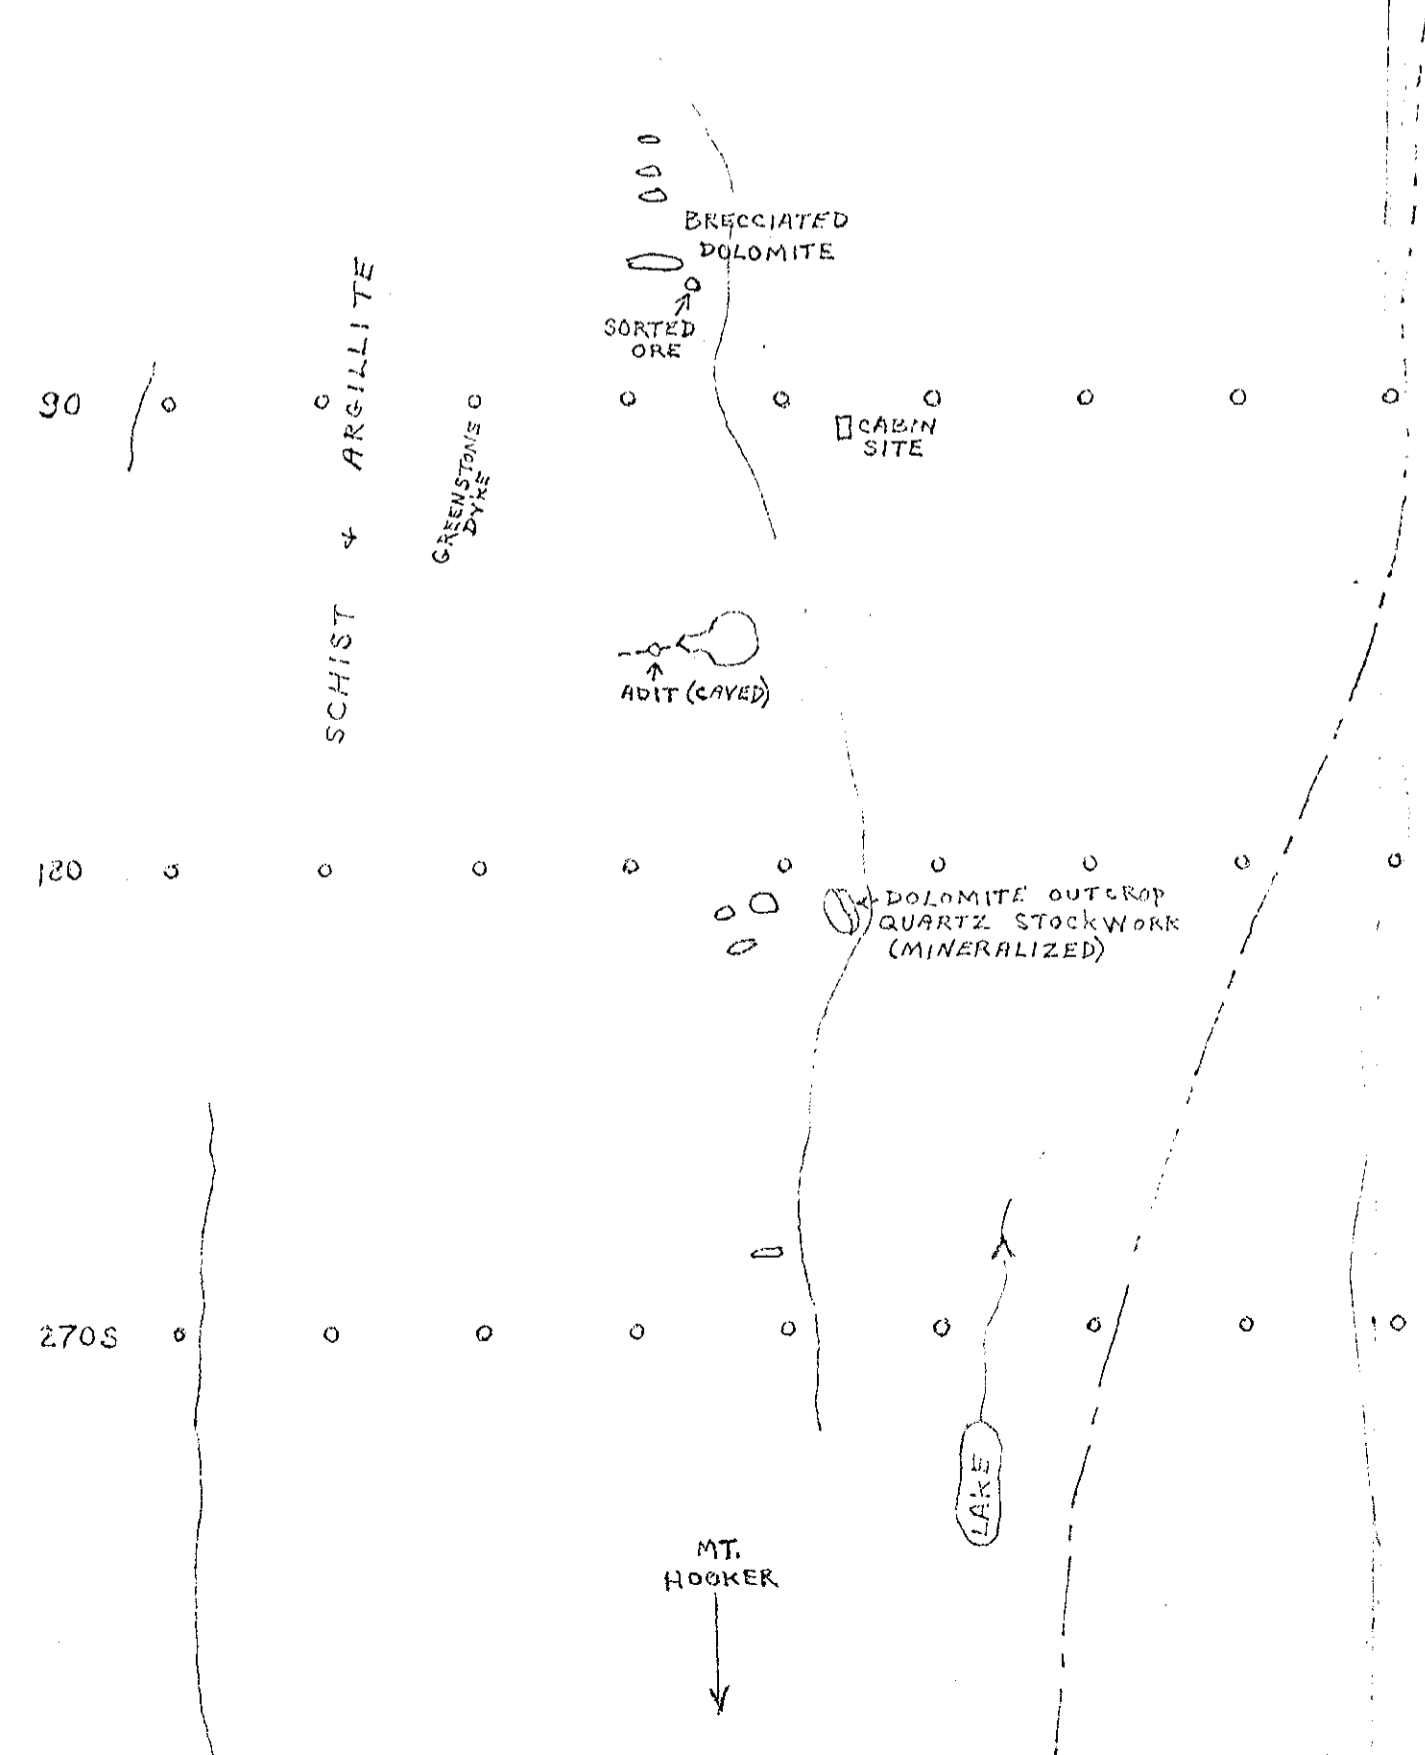 BRECCIATED
DOLOMITE
SORTED
ORE
SCHIST & ARGILLITE
90
CABIN
SITE
GREENSTONE
DYKE
ADIT (CAVED)
180
DOLOMITE OUTCROP
QUARTZ STOCKWORK
(MINERALIZED)
270S
LAKE
MT.
HOOKER